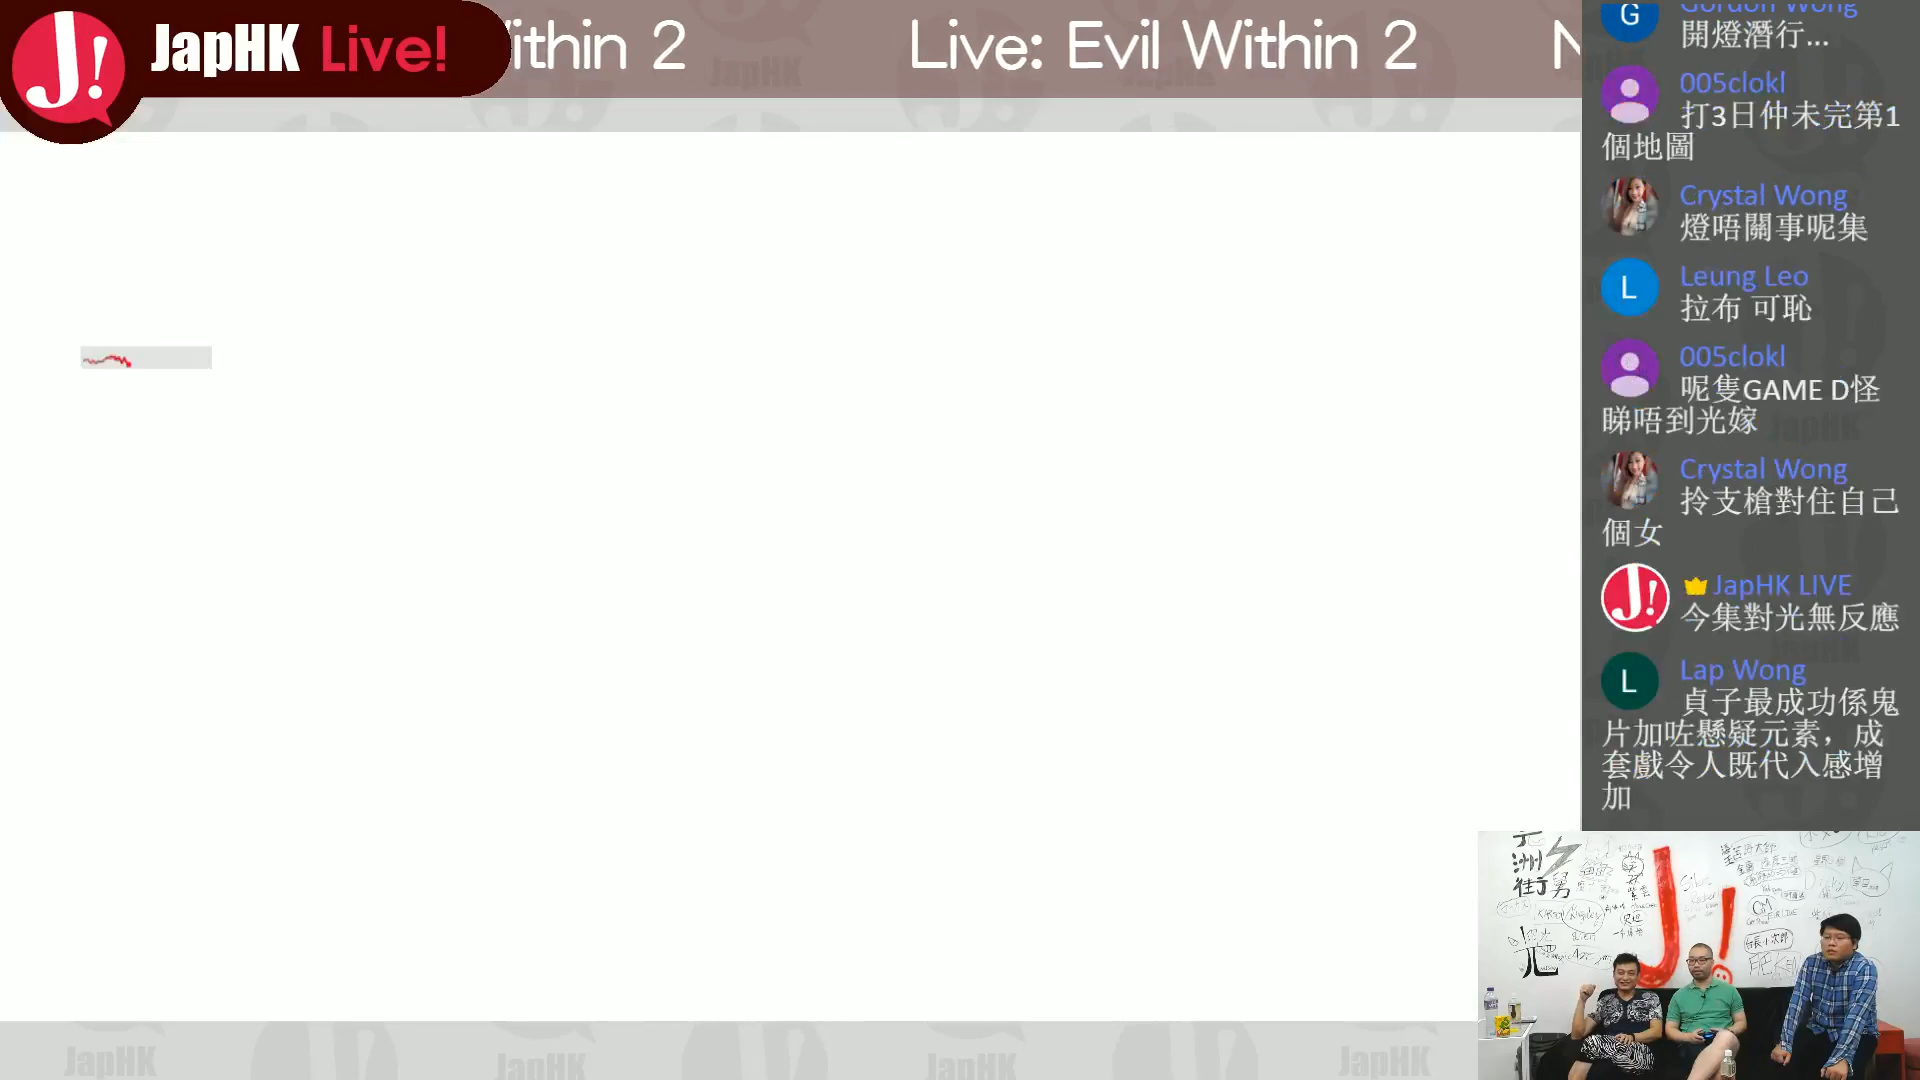 J! JapHK Live!
ithin 2
Live: Evil Within 2
N
Gordon Wong
開燈潛行...
005clokl
打3日仲未完第1
個地圖
Crystal Wong
燈唔關事呢集
Leung Leo
拉布 可恥
005clokl
呢隻GAME D怪
睇唔到光嫁
Crystal Wong
拎支槍對住自己
個女
JapHK LIVE
今集對光無反應
Lap Wong
貞子最成功係鬼
片加咗懸疑元素，成
套戲令人既代入感增
加
G
L
L
J!
J!
洲
街
JapHK
JapHK
JapHK
JapHK